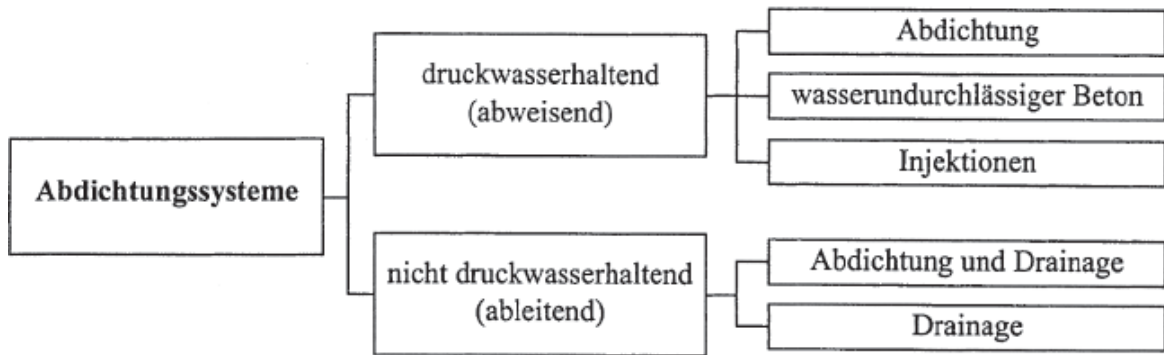 Abdichtungssysteme
druckwasserhaltend
(abweisend)
Abdichtung
wasserundurchlässiger Beton
Injektionen
nicht druckwasserhaltend
(ableitend)
Abdichtung und Drainage
Drainage